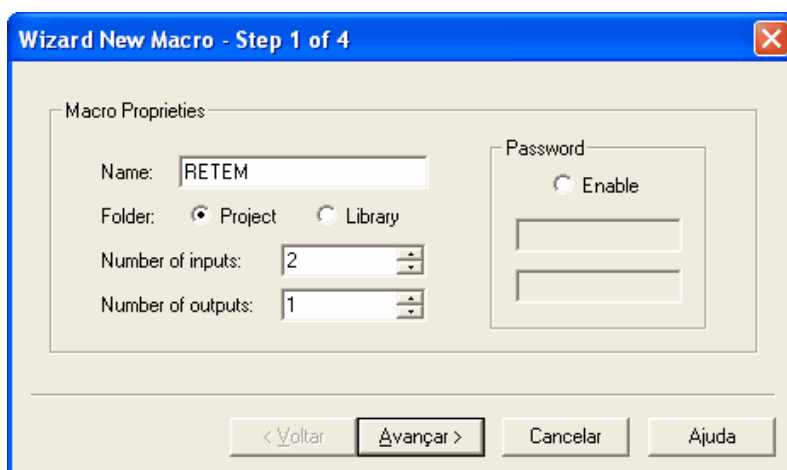 Wizard New Macro - Step 1 of 4
Macro Proprieties
Name: RETEM
Folder: Project Library
Number of inputs: 2
Number of outputs: 1
Password
Enable
< Voltar Avançar > Cancelar Ajuda